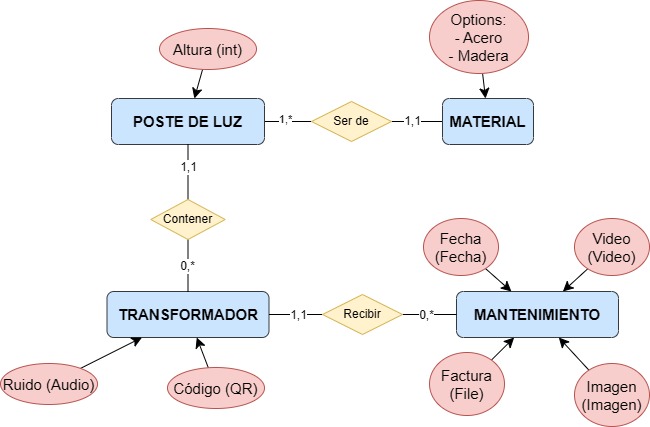 Altura (int)
Options:
- Acero
- Madera
POSTE DE LUZ
1,*
Ser de
1,1
MATERIAL
1,1
Contener
0,*
Fecha
(Fecha)
Video
(Video)
TRANSFORMADOR
1,1
Recibir
0,*
MANTENIMIENTO
Ruido (Audio)
Código (QR)
Factura
(File)
Imagen
(Imagen)